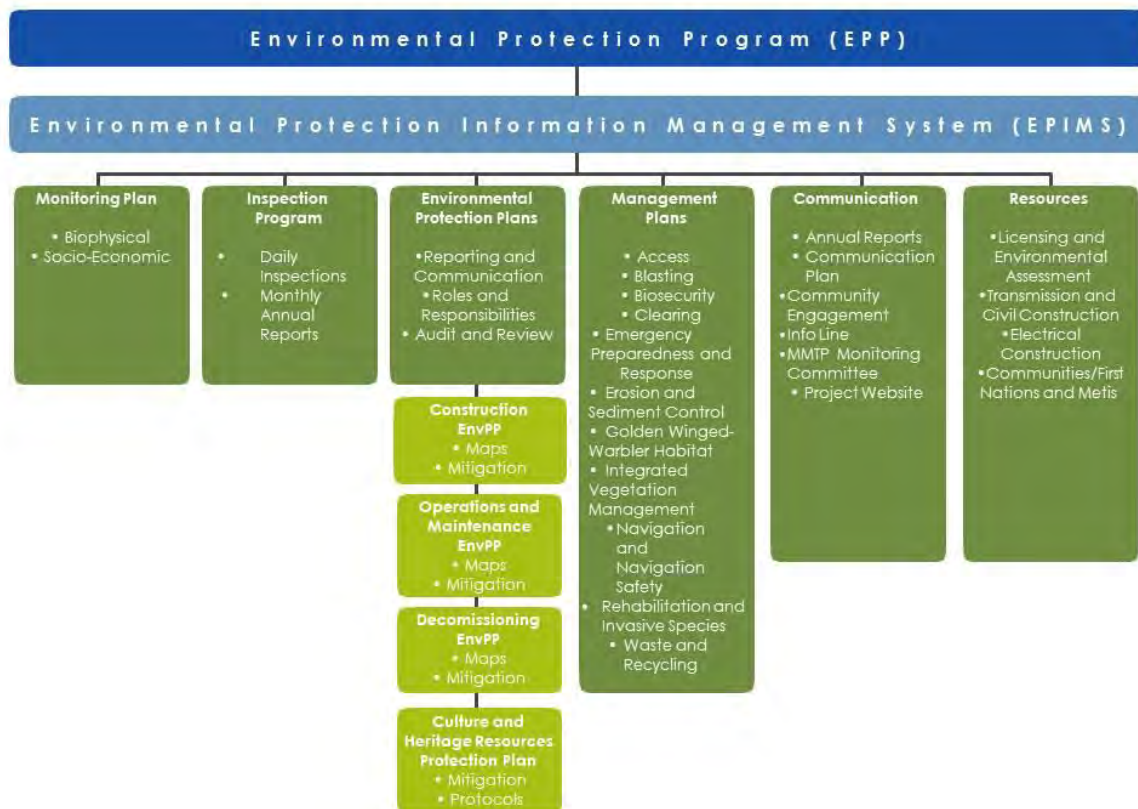 Environmental Protection Program (EPP)
Environmental Protection Information Management System (EPIMS)
Monitoring Plan
• Biophysical
• Socio-Economic
Inspection
Program
• Daily
Inspections
• Monthly
Annual
Reports
Environmental
Protection Plans
•Reporting and
Communication
•Roles and
Responsibilities
• Audit and Review
Construction
EnvPP
• Maps
• Mitigation
Operations and
Maintenance
EnvPP
• Maps
• Mitigation
Decomissioning
EnvPP
• Maps
• Mitigation
Culture and
Heritage Resources
Protection Plan
• Mitigation
• Protocols
Management
Plans
• Access
• Blasting
• Biosecurity
• Clearing
• Emergency
Preparedness and
Response
• Erosion and
Sediment Control
• Golden Winged-
Warbler Habitat
• Integrated
Vegetation
Management
•Navigation
and
Navigation
Safety
• Rehabilitation and
Invasive Species
• Waste and
Recycling
Communication
• Annual Reports
• Communication
Plan
•Community
Engagement
•Info Line
•MMTP Monitoring
Committee
• Project Website
Resources
•Licensing and
Environmental
Assessment
•Transmission and
Civil Construction
•Electrical
Construction
•Communities/First
Nations and Metis